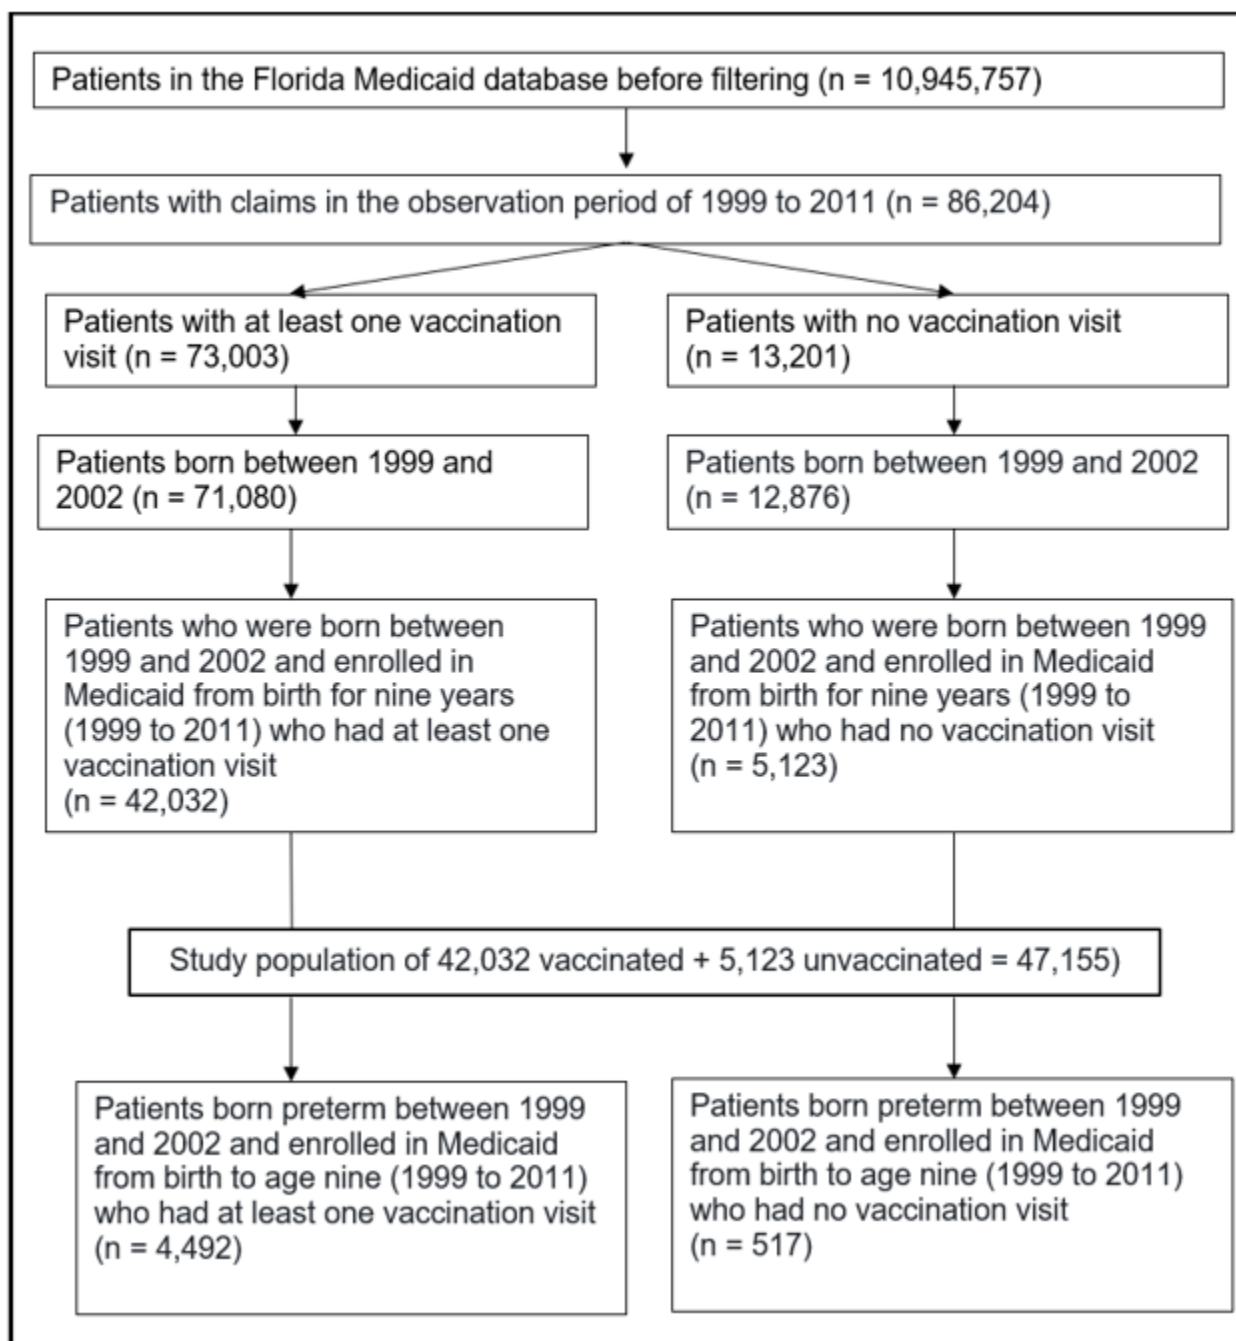 Patients in the Florida Medicaid database before filtering (n = 10,945,757)
Patients with claims in the observation period of 1999 to 2011 (n = 86,204)
Patients with at least one vaccination
visit (n = 73,003)
Patients with no vaccination visit
(n = 13,201)
Patients born between 1999 and
2002 (n = 71,080)
Patients born between 1999 and 2002
(n = 12,876)
Patients who were born between
1999 and 2002 and enrolled in
Medicaid from birth for nine years
(1999 to 2011) who had at least one
vaccination visit
(n = 42,032)
Patients who were born between 1999
and 2002 and enrolled in Medicaid
from birth for nine years (1999 to
2011) who had no vaccination visit
(n = 5,123)
Study population of 42,032 vaccinated + 5,123 unvaccinated = 47,155)
Patients born preterm between 1999
and 2002 and enrolled in Medicaid
from birth to age nine (1999 to 2011)
who had at least one vaccination visit
(n = 4,492)
Patients born preterm between 1999
and 2002 and enrolled in Medicaid
from birth to age nine (1999 to 2011)
who had no vaccination visit
(n = 517)